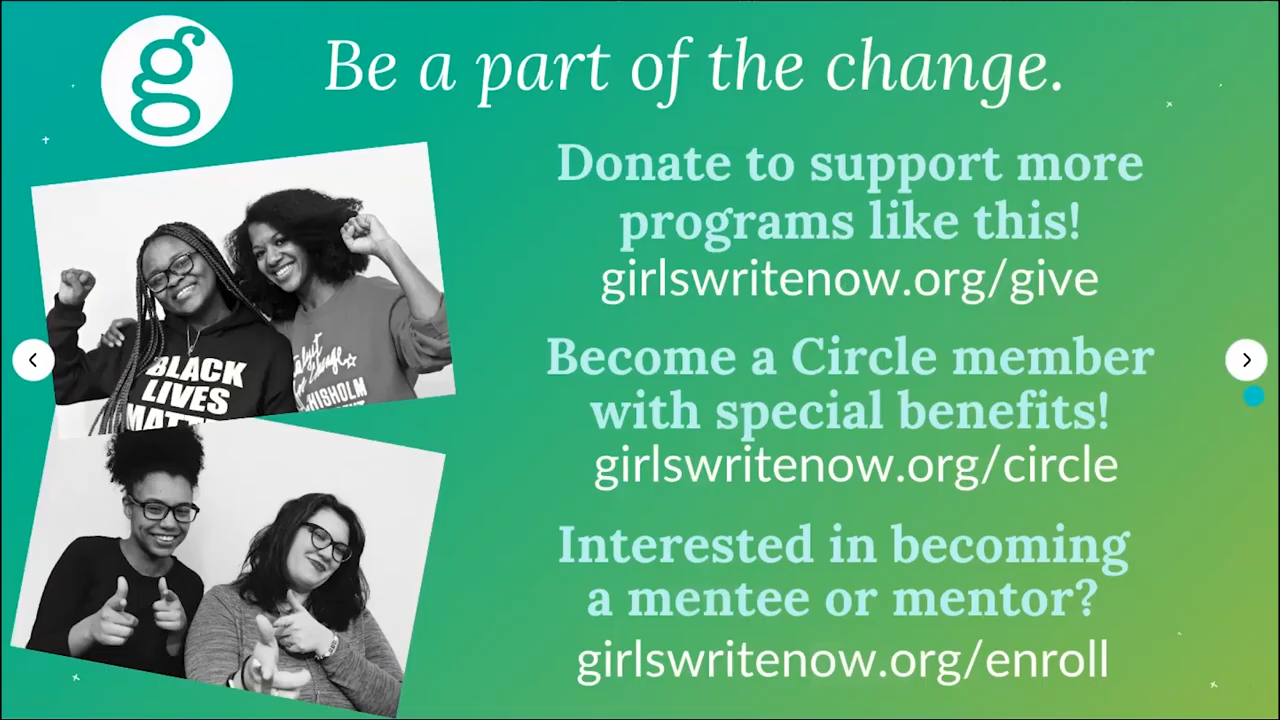 g
Be a part of the change.
Donate to support more
programs like this!
girlswritenow.org/give
Become a Circle member
with special benefits!
girlswritenow.org/circle
Interested in becoming
a mentee or mentor?
girlswritenow.org/enroll
BLACK
LIVES